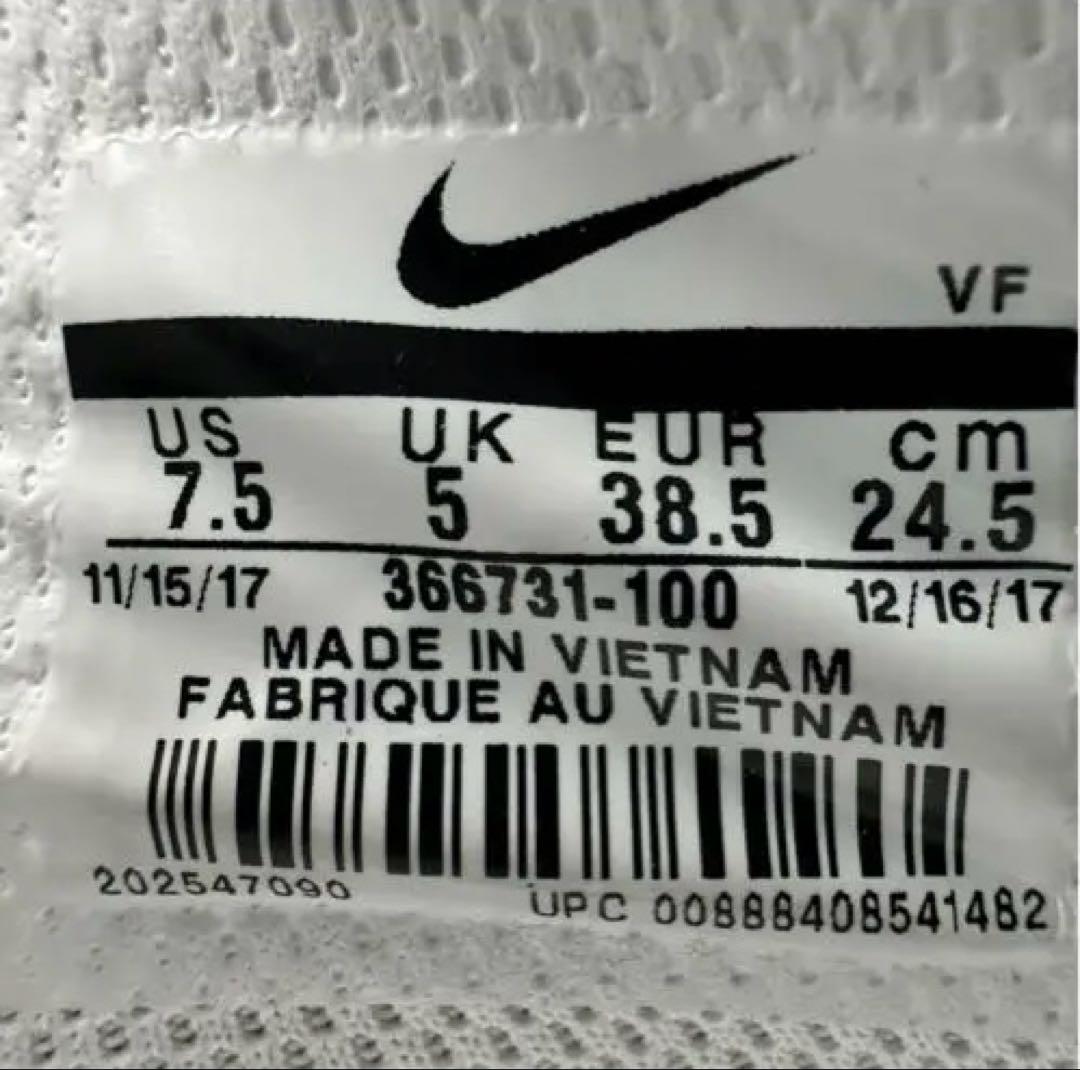 VF
US UK EUR cm
7.5 5 38.5 24.5
11/15/17 366731-100 12/16/17
MADE IN VIETNAM
FABRIQUE AU VIETNAM
202547090 UPC 00888408541482